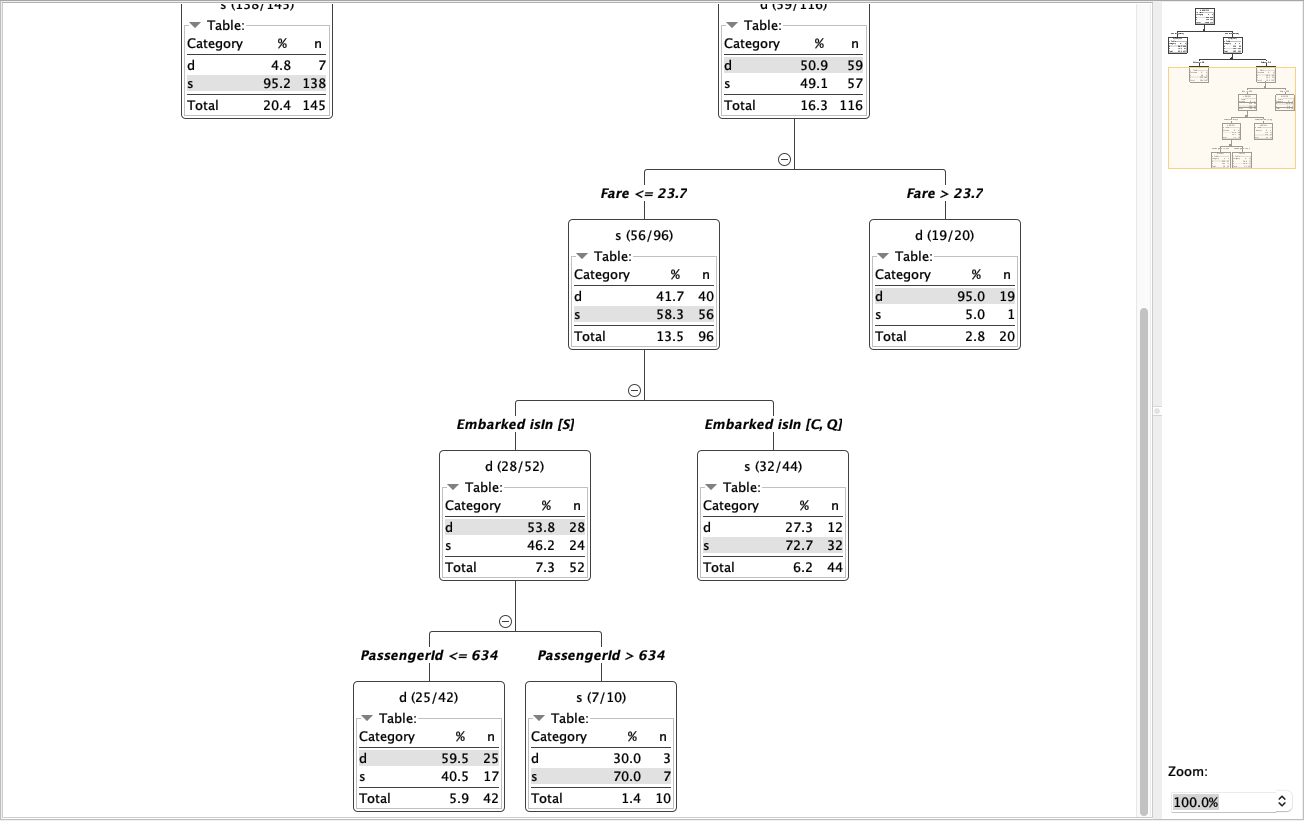 s (138/145)
Table:
Category % n
d 4.8 7
s 95.2 138
Total 20.4 145
d (59/116)
Table:
Category % n
d 50.9 59
s 49.1 57
Total 16.3 116
Fare <= 23.7
Fare > 23.7
s (56/96)
Table:
Category % n
d 41.7 40
s 58.3 56
Total 13.5 96
d (19/20)
Table:
Category % n
d 95.0 19
s 5.0 1
Total 2.8 20
Embarked isIn [S]
Embarked isIn [C, Q]
d (28/52)
Table:
Category % n
d 53.8 28
s 46.2 24
Total 7.3 52
s (32/44)
Table:
Category % n
d 27.3 12
s 72.7 32
Total 6.2 44
PassengerId <= 634
PassengerId > 634
d (25/42)
Table:
Category % n
d 59.5 25
s 40.5 17
Total 5.9 42
s (7/10)
Table:
Category % n
d 30.0 3
s 70.0 7
Total 1.4 10
Zoom:
100.0%